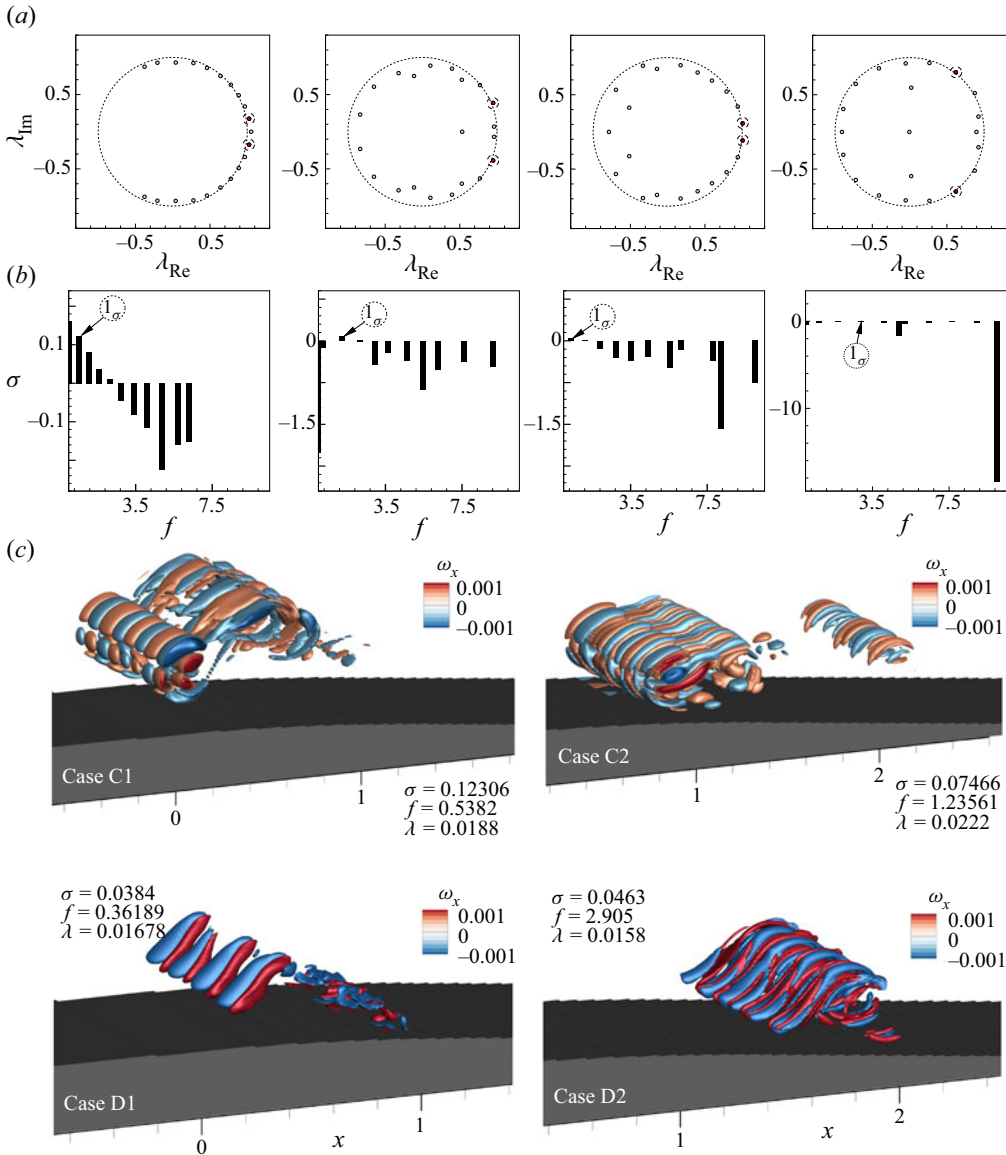 (a)
λIm
0.5
−0.5
−0.5 0.5
λRe
0.5
−0.5
−0.5 0.5
λRe
0.5
−0.5
−0.5 0.5
λRe
0.5
−0.5
−0.5 0.5
λRe
(b)
σ
0.1
−0.1
1σ
3.5 7.5
f
0
−1.5
1σ
3.5 7.5
f
0
−1.5
1σ
3.5 7.5
f
0
−10
1σ
3.5 7.5
f
(c)
ωx
0.001
0
−0.001
Case C1
0 1
σ = 0.12306
f = 0.5382
λ = 0.0188
ωx
0.001
0
−0.001
Case C2
1 2
σ = 0.07466
f = 1.23561
λ = 0.0222
σ = 0.0384
f = 0.36189
λ = 0.01678
ωx
0.001
0
−0.001
Case D1
0 x 1
σ = 0.0463
f = 2.905
λ = 0.0158
ωx
0.001
0
−0.001
Case D2
1 x 2